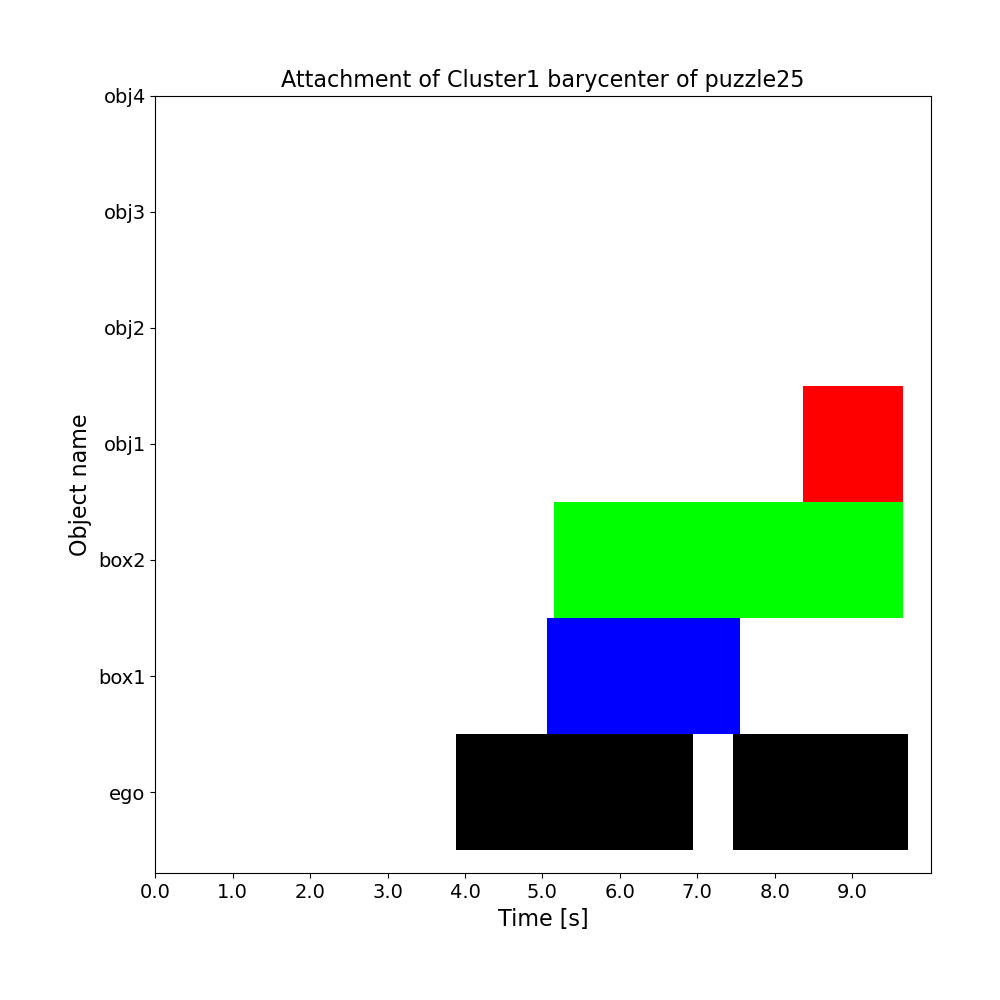 Attachment of Cluster1 barycenter of puzzle25
obj4
obj3
obj2
obj1
box2
box1
ego
Object name
0.0 1.0 2.0 3.0 4.0 5.0 6.0 7.0 8.0 9.0
Time [s]